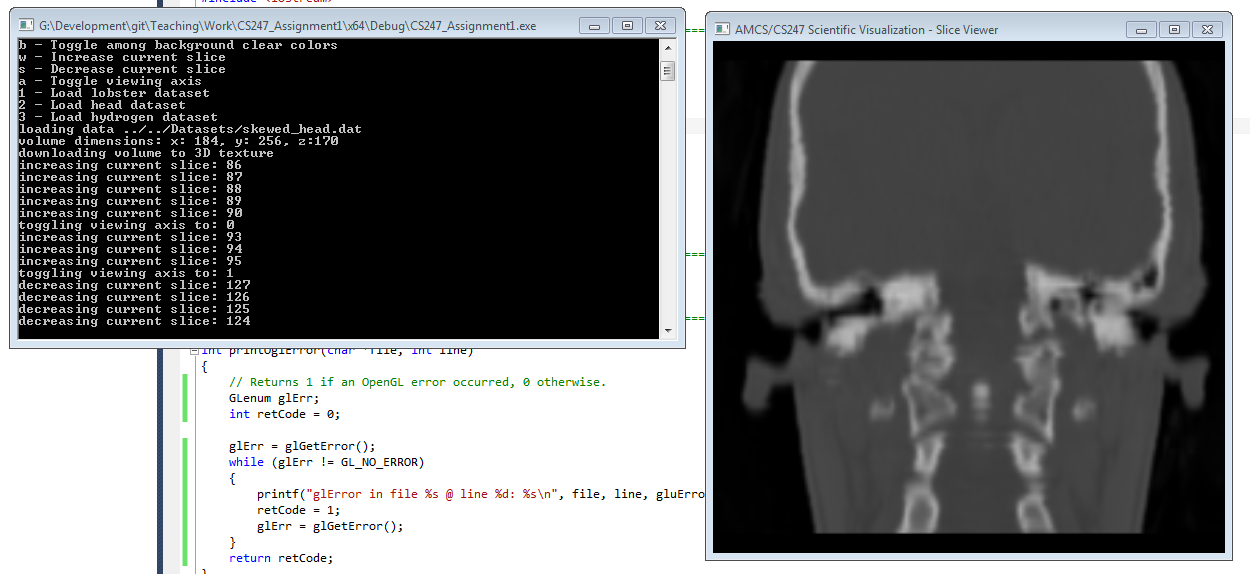 #include <iostream>
G:\Development\git\Teaching\Work\CS247_Assignment1\x64\Debug\CS247_Assignment1.exe
b - Toggle among background clear colors
w - Increase current slice
s - Decrease current slice
a - Toggle viewing axis
1 - Load lobster dataset
2 - Load head dataset
3 - Load hydrogen dataset
loading data ../../Datasets/skewed_head.dat
volume dimensions: x: 184, y: 256, z:170
downloading volume to 3D texture
increasing current slice: 86
increasing current slice: 87
increasing current slice: 88
increasing current slice: 89
increasing current slice: 90
toggling viewing axis to: 0
increasing current slice: 93
increasing current slice: 94
increasing current slice: 95
toggling viewing axis to: 1
decreasing current slice: 127
decreasing current slice: 126
decreasing current slice: 125
decreasing current slice: 124
AMCS/CS247 Scientific Visualization - Slice Viewer
int printOglError(char *file, int line)
{
// Returns 1 if an OpenGL error occurred, 0 otherwise.
GLenum glErr;
int retCode = 0;
glErr = glGetError();
while (glErr != GL_NO_ERROR)
{
printf("glError in file %s @ line %d: %s\n", file, line, gluErro
retCode = 1;
glErr = glGetError();
}
return retCode;
}